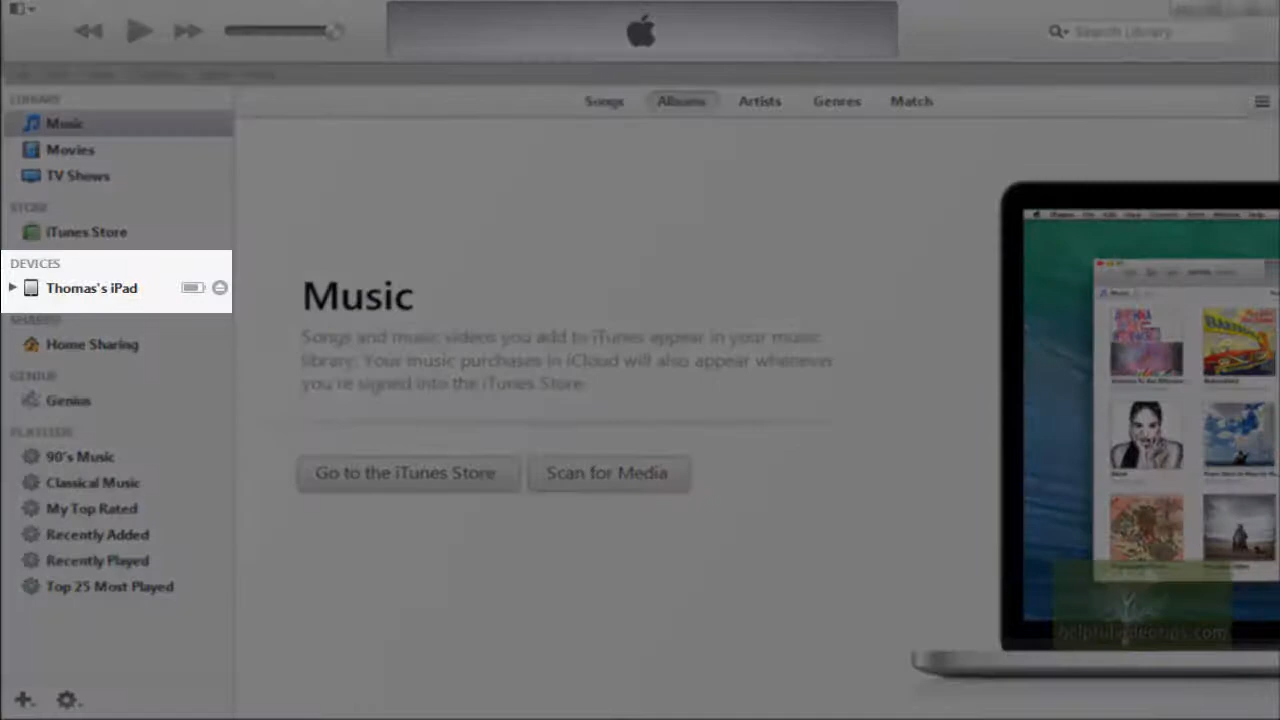 Search Library
LIBRARY
Songs Albums Artists Genres Match
Music
Movies
TV Shows
STORE
iTunes Store
DEVICES
Thomas's iPad
SHARED
Home Sharing
GENIUS
Genius
PLAYLISTS
90's Music
Classical Music
My Top Rated
Recently Added
Recently Played
Top 25 Most Played
Music
Songs and music videos you add to iTunes appear in your music
library. Your music purchases in iCloud will also appear whenever
you're signed into the iTunes Store.
Go to the iTunes Store
Scan for Media
Music
helpfulvideotips.com